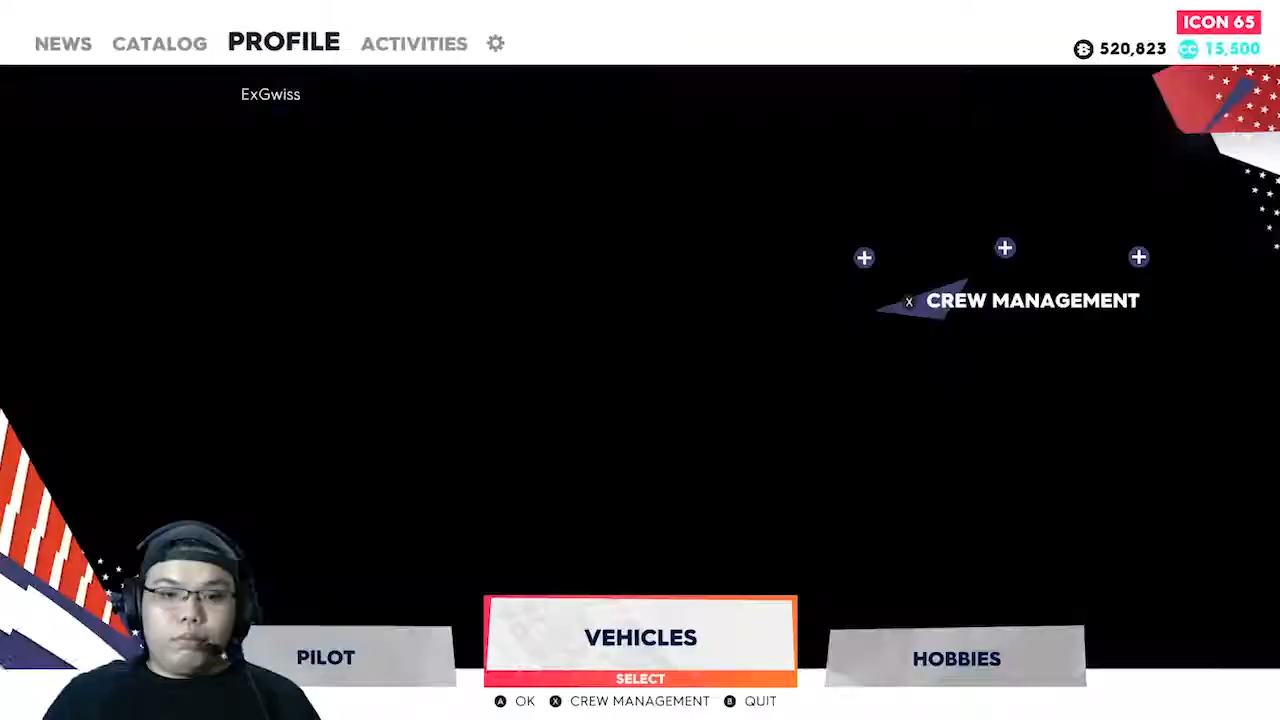 ICON 65
NEWS CATALOG PROFILE ACTIVITIES
520,823 CC 15,500
ExGwiss
X CREW MANAGEMENT
PILOT
VEHICLES
HOBBIES
SELECT
A OK X CREW MANAGEMENT B QUIT